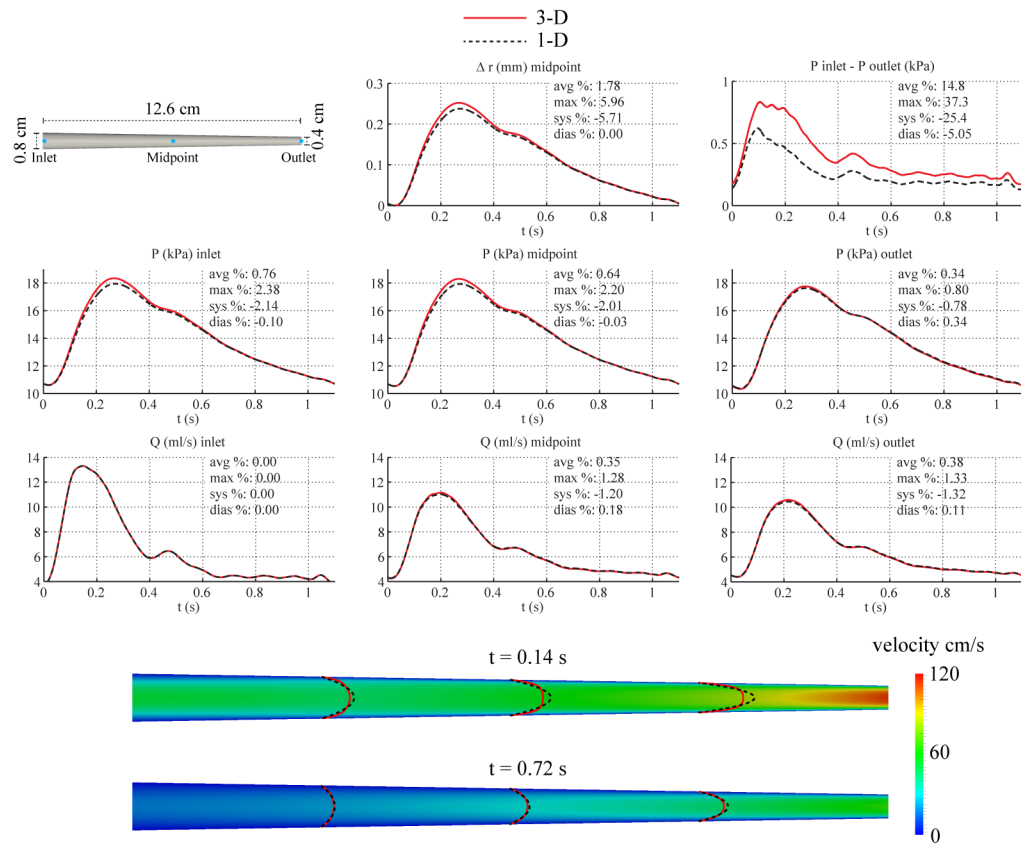 3-D
1-D
12.6 cm
0.8 cm
0.4 cm
Inlet
Midpoint
Outlet
Δ r (mm) midpoint
avg %: 1.78
max %: 5.96
sys %: -5.71
dias %: 0.00
0.3
0.2
0.1
0
0
0.2
0.4
0.6
0.8
1
t (s)
P inlet - P outlet (kPa)
avg %: 14.8
max %: 37.3
sys %: -25.4
dias %: -5.05
1
0.5
0
0
0.2
0.4
0.6
0.8
1
t (s)
P (kPa) inlet
avg %: 0.76
max %: 2.38
sys %: -2.14
dias %: -0.10
18
16
14
12
10
0
0.2
0.4
0.6
0.8
1
t (s)
P (kPa) midpoint
avg %: 0.64
max %: 2.20
sys %: -2.01
dias %: -0.03
18
16
14
12
10
0
0.2
0.4
0.6
0.8
1
t (s)
P (kPa) outlet
avg %: 0.34
max %: 0.80
sys %: -0.78
dias %: 0.34
18
16
14
12
10
0
0.2
0.4
0.6
0.8
1
t (s)
Q (ml/s) inlet
avg %: 0.00
max %: 0.00
sys %: 0.00
dias %: 0.00
14
12
10
8
6
4
0
0.2
0.4
0.6
0.8
1
t (s)
Q (ml/s) midpoint
avg %: 0.35
max %: 1.28
sys %: -1.20
dias %: 0.18
14
12
10
8
6
4
0
0.2
0.4
0.6
0.8
1
t (s)
Q (ml/s) outlet
avg %: 0.38
max %: 1.33
sys %: -1.32
dias %: 0.11
14
12
10
8
6
4
0
0.2
0.4
0.6
0.8
1
t (s)
velocity cm/s
t = 0.14 s
120
60
0
t = 0.72 s